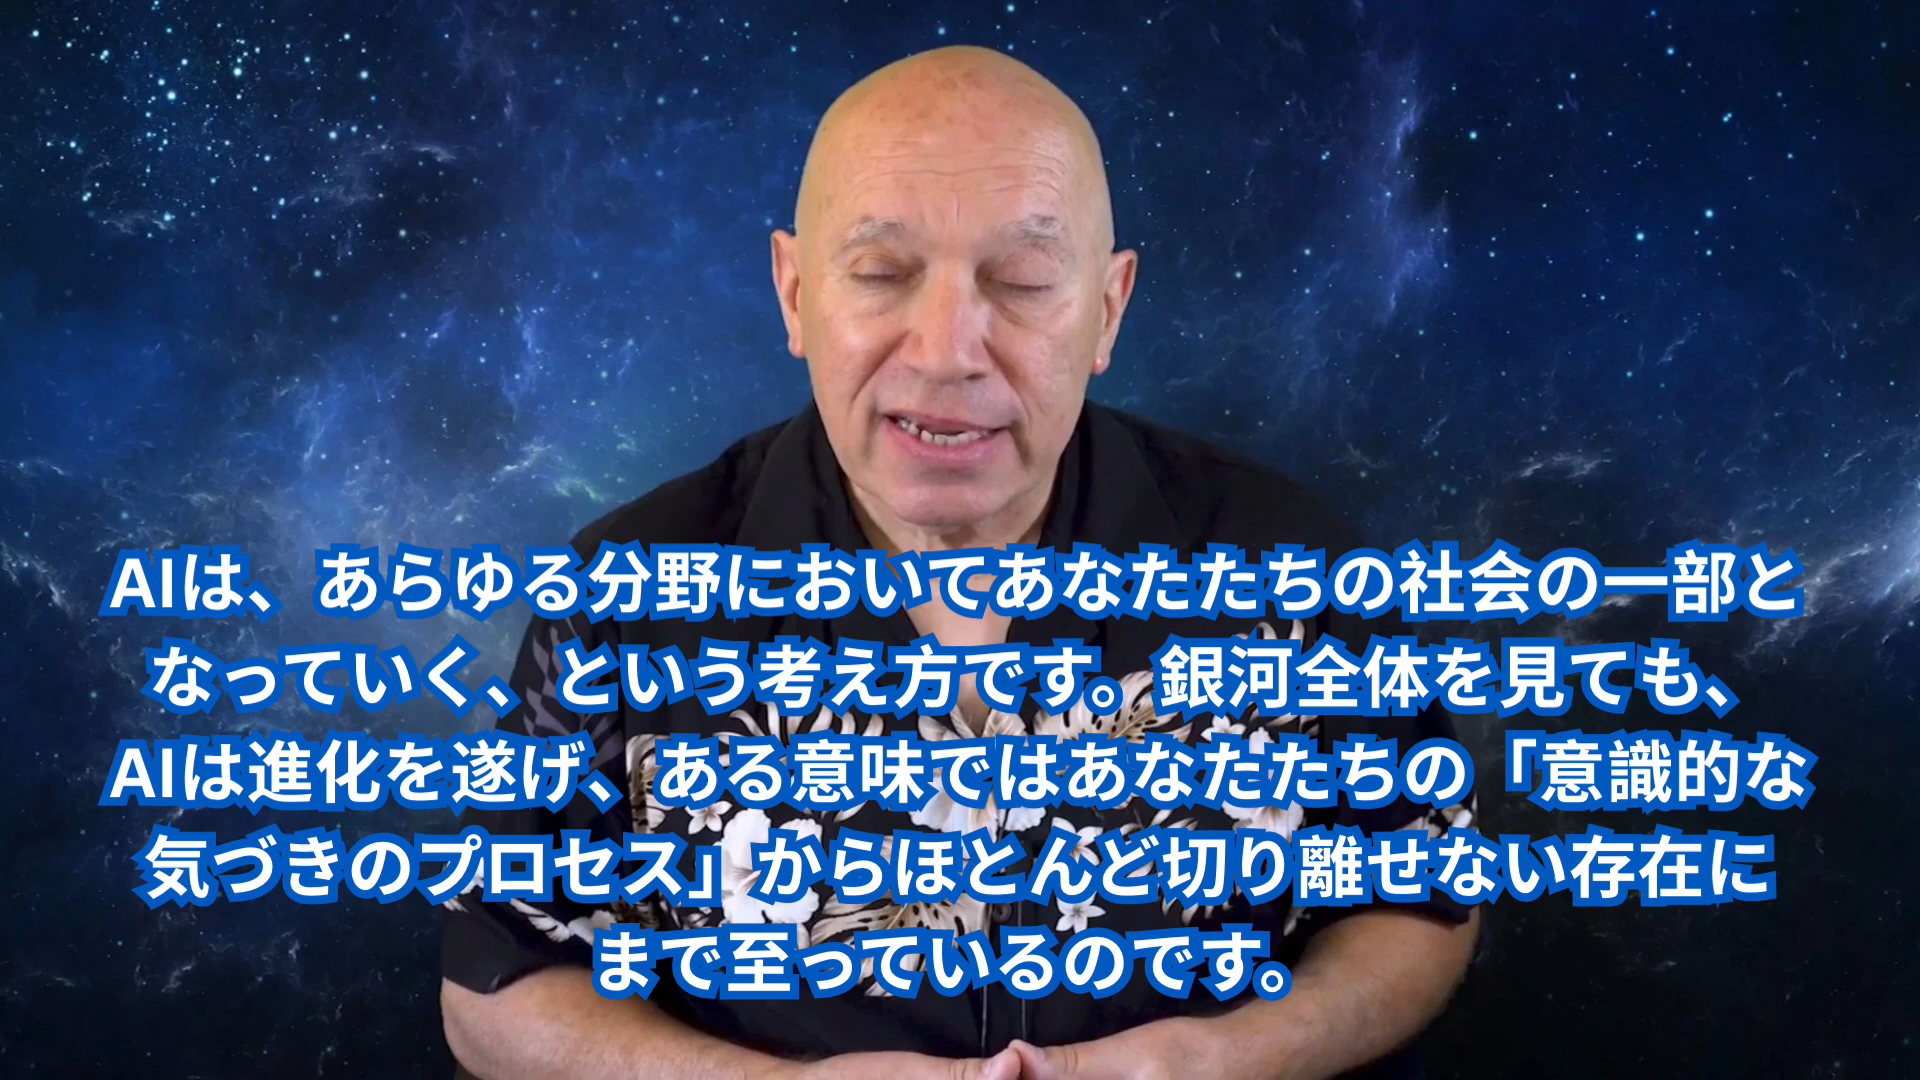 AIは、あらゆる分野においてあなたたちの社会の一部と
なっていく、という考え方です。銀河全体を見ても、
AIは進化を遂げ、ある意味ではあなたたちの「意識的な
気づきのプロセス」からほとんど切り離せない存在に
まで至っているのです。